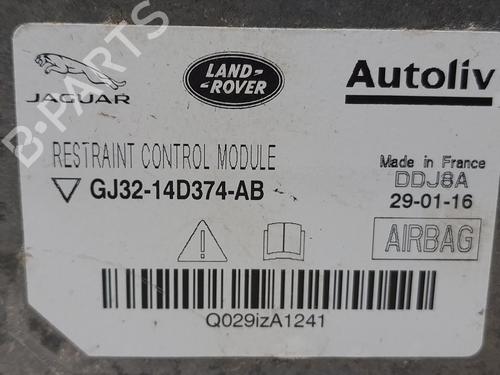 JAGUAR
LAND-
ROVER
Autoliv
B-PARTS
RESTRAINT CONTROL MODULE
GJ32-14D374-AB
Made in France
DDJ8A
29-01-16
AIRBAG
Q029izA1241